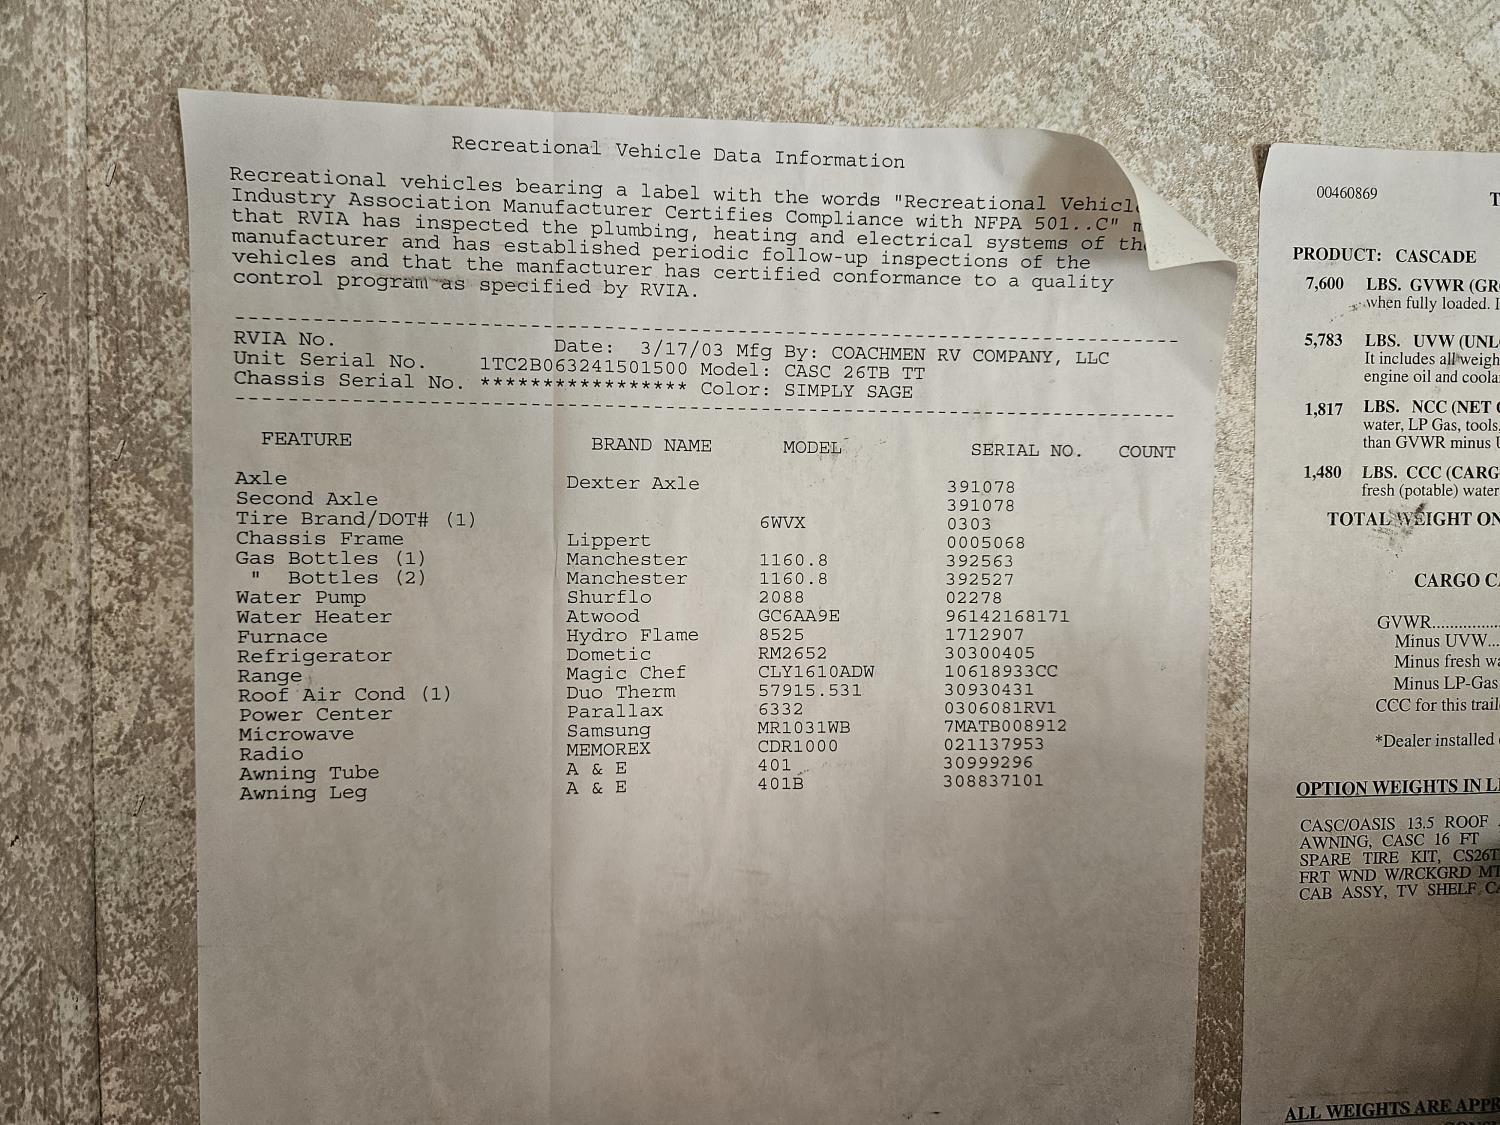 Recreational Vehicle Data Information
Recreational vehicles bearing a label with the words "Recreational Vehicl
Industry Association Manufacturer Certifies Compliance with NFPA 501..C" m
that RVIA has inspected the plumbing, heating and electrical systems of the
manufacturer and has established periodic follow-up inspections of the
vehicles and that the manfacturer has certified conformance to a quality
control program as specified by RVIA.
RVIA No. Date: 3/17/03 Mfg By: COACHMEN RV COMPANY, LLC
Unit Serial No. 1TC2B063241501500 Model: CASC 26TB TT
Chassis Serial No. ***************** Color: SIMPLY SAGE
FEATURE BRAND NAME MODEL SERIAL NO. COUNT
Axle Dexter Axle 391078
Second Axle 391078
Tire Brand/DOT# (1) 6WVX 0303
Chassis Frame Lippert 0005068
Gas Bottles (1) Manchester 1160.8 392563
" Bottles (2) Manchester 1160.8 392527
Water Pump Shurflo 2088 02278
Water Heater Atwood GC6AA9E 96142168171
Furnace Hydro Flame 8525 1712907
Refrigerator Dometic RM2652 30300405
Range Magic Chef CLY1610ADW 10618933CC
Roof Air Cond (1) Duo Therm 57915.531 30930431
Power Center Parallax 6332 0306081RV1
Microwave Samsung MR1031WB 7MATB008912
Radio MEMOREX CDR1000 021137953
Awning Tube A & E 401 30999296
Awning Leg A & E 401B 308837101
00460869
PRODUCT: CASCADE
7,600 LBS. GVWR (GR
when fully loaded. I
5,783 LBS. UVW (UNL
It includes all weigh
engine oil and coola
1,817 LBS. NCC (NET
water, LP Gas, tools,
than GVWR minus U
1,480 LBS. CCC (CARG
fresh (potable) water
TOTAL WEIGHT ON
CARGO CA
GVWR...............
Minus UVW...
Minus fresh wa
Minus LP-Gas
CCC for this trail
*Dealer installed
OPTION WEIGHTS IN L
CASC/OASIS 13.5 ROOF
AWNING, CASC 16 FT
SPARE TIRE KIT, CS26T
FRT WND W/RCKGRD MT
CAB ASSY, TV SHELF CA
ALL WEIGHTS ARE APPR